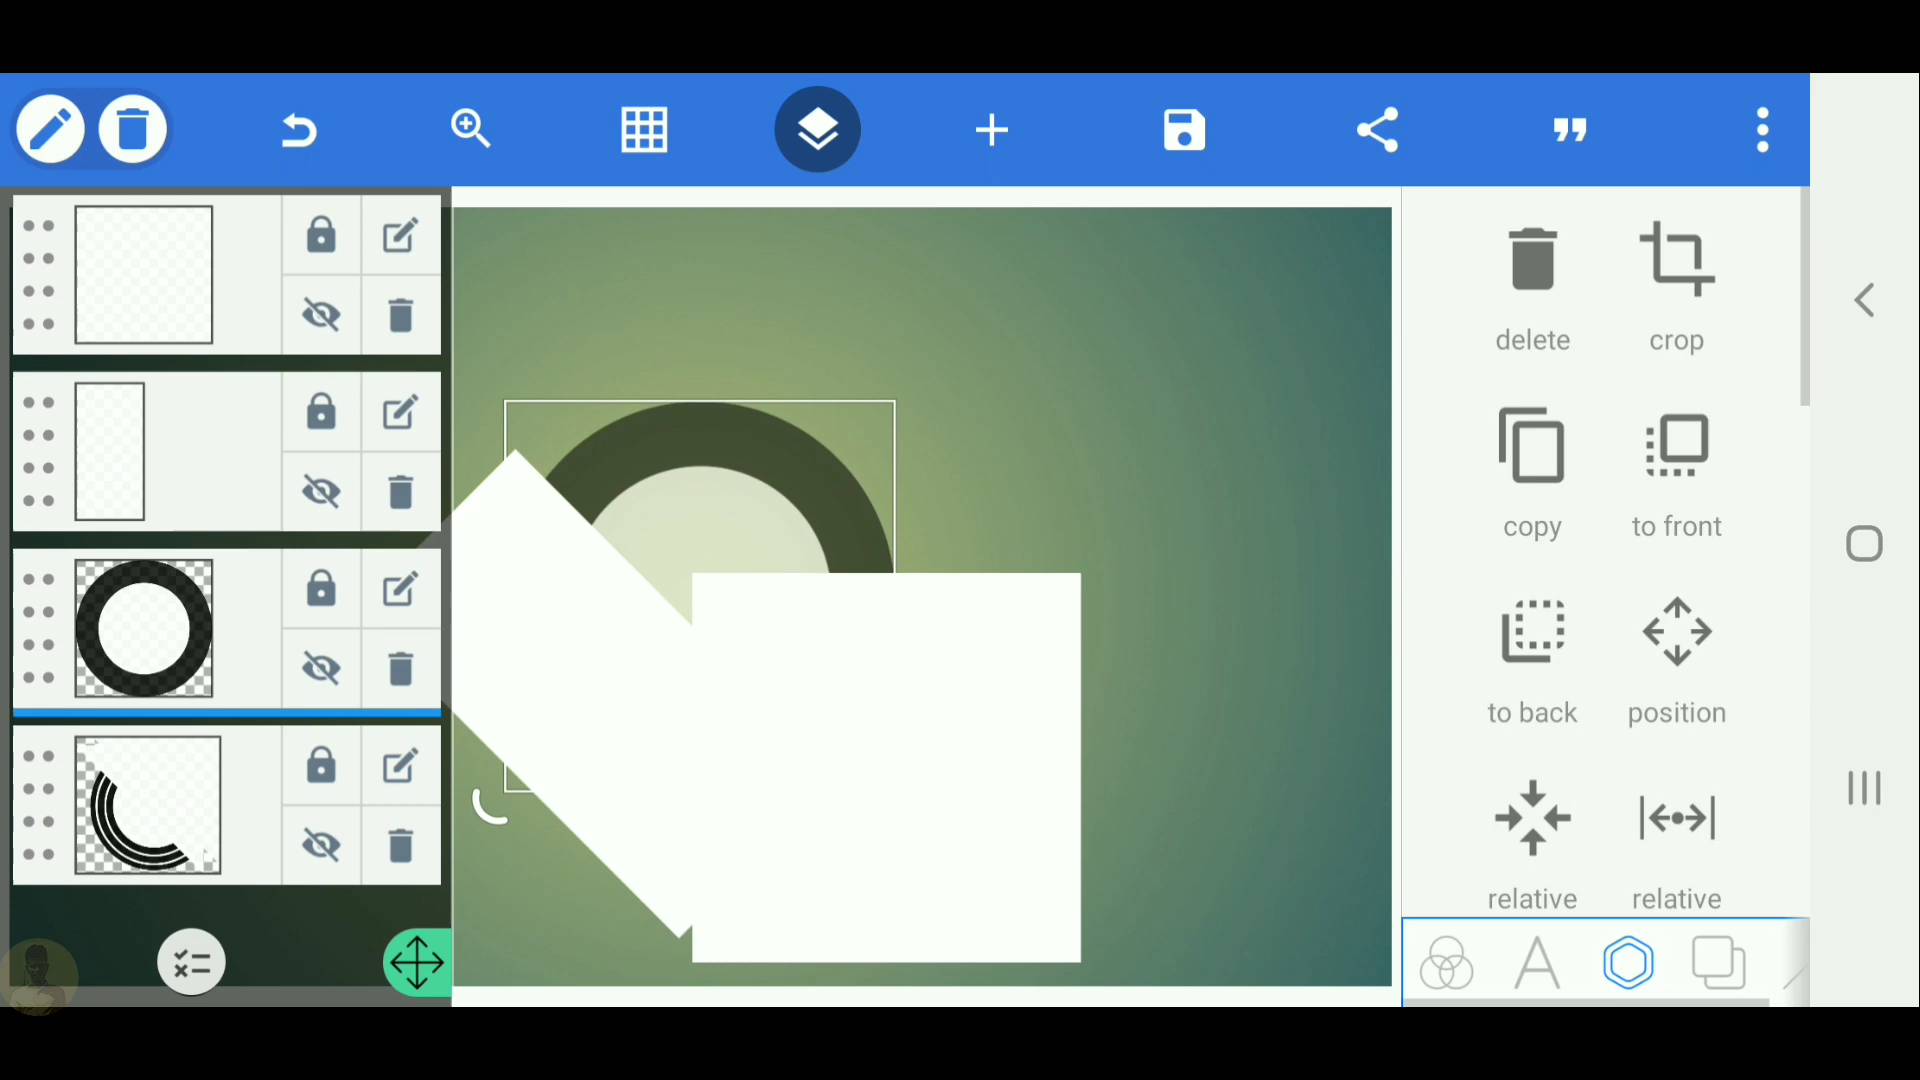 delete crop
copy to front
to back position
relative relative